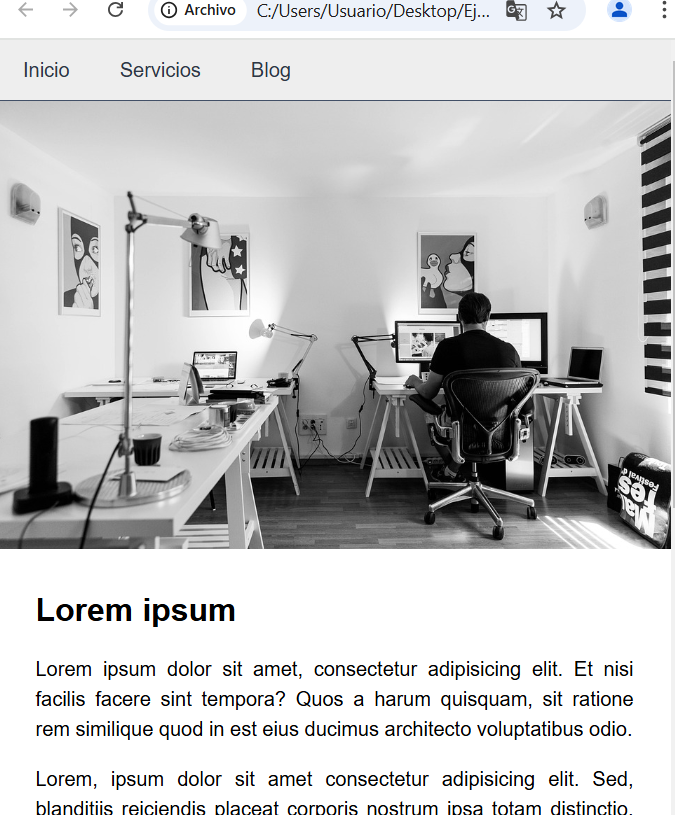 Archivo C:/Users/Usuario/Desktop/Ej...
Inicio Servicios Blog
Lorem ipsum
Lorem ipsum dolor sit amet, consectetur adipisicing elit. Et nisi
facilis facere sint tempora? Quos a harum quisquam, sit ratione
rem similique quod in est eius ducimus architecto voluptatibus odio.
Lorem, ipsum dolor sit amet consectetur adipisicing elit. Sed,
blanditiis reiciendis placeat corporis nostrum ipsa totam distinctio,